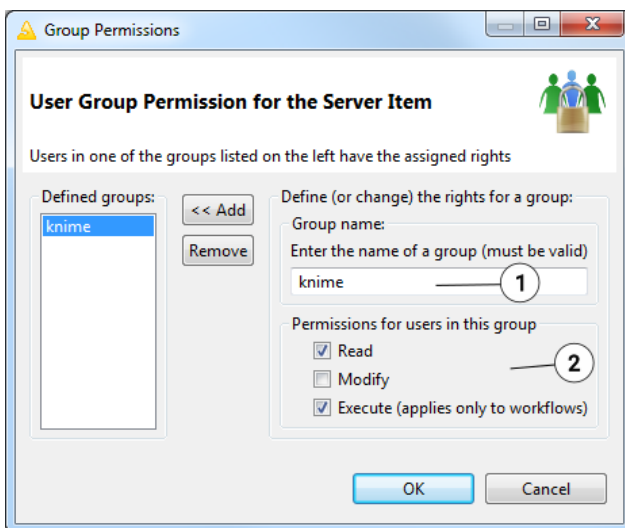 Group Permissions
User Group Permission for the Server Item
Users in one of the groups listed on the left have the assigned rights
Defined groups:
knime
<< Add
Remove
Define (or change) the rights for a group:
Group name:
Enter the name of a group (must be valid)
knime
1
Permissions for users in this group
Read
Modify
Execute (applies only to workflows)
2
OK
Cancel